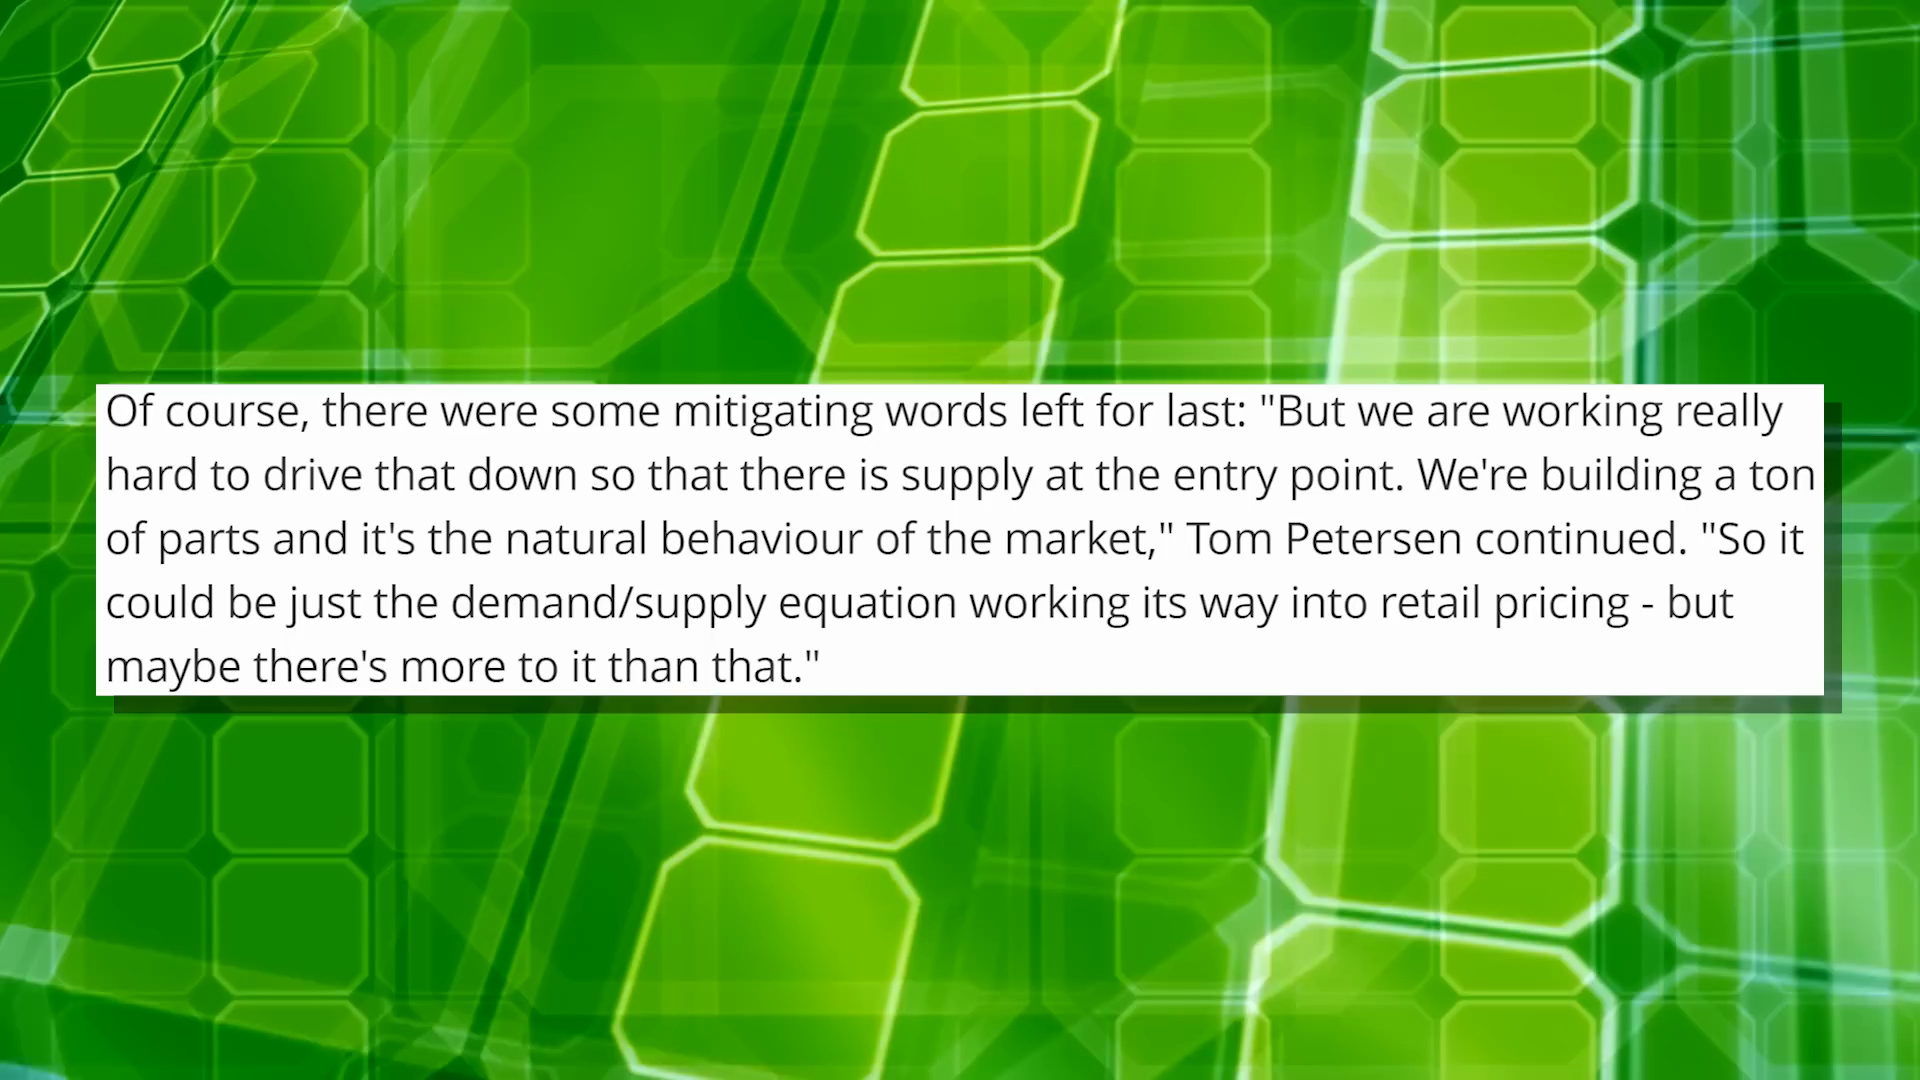 Of course, there were some mitigating words left for last: "But we are working really
hard to drive that down so that there is supply at the entry point. We're building a ton
of parts and it's the natural behaviour of the market," Tom Petersen continued. "So it
could be just the demand/supply equation working its way into retail pricing - but
maybe there's more to it than that."